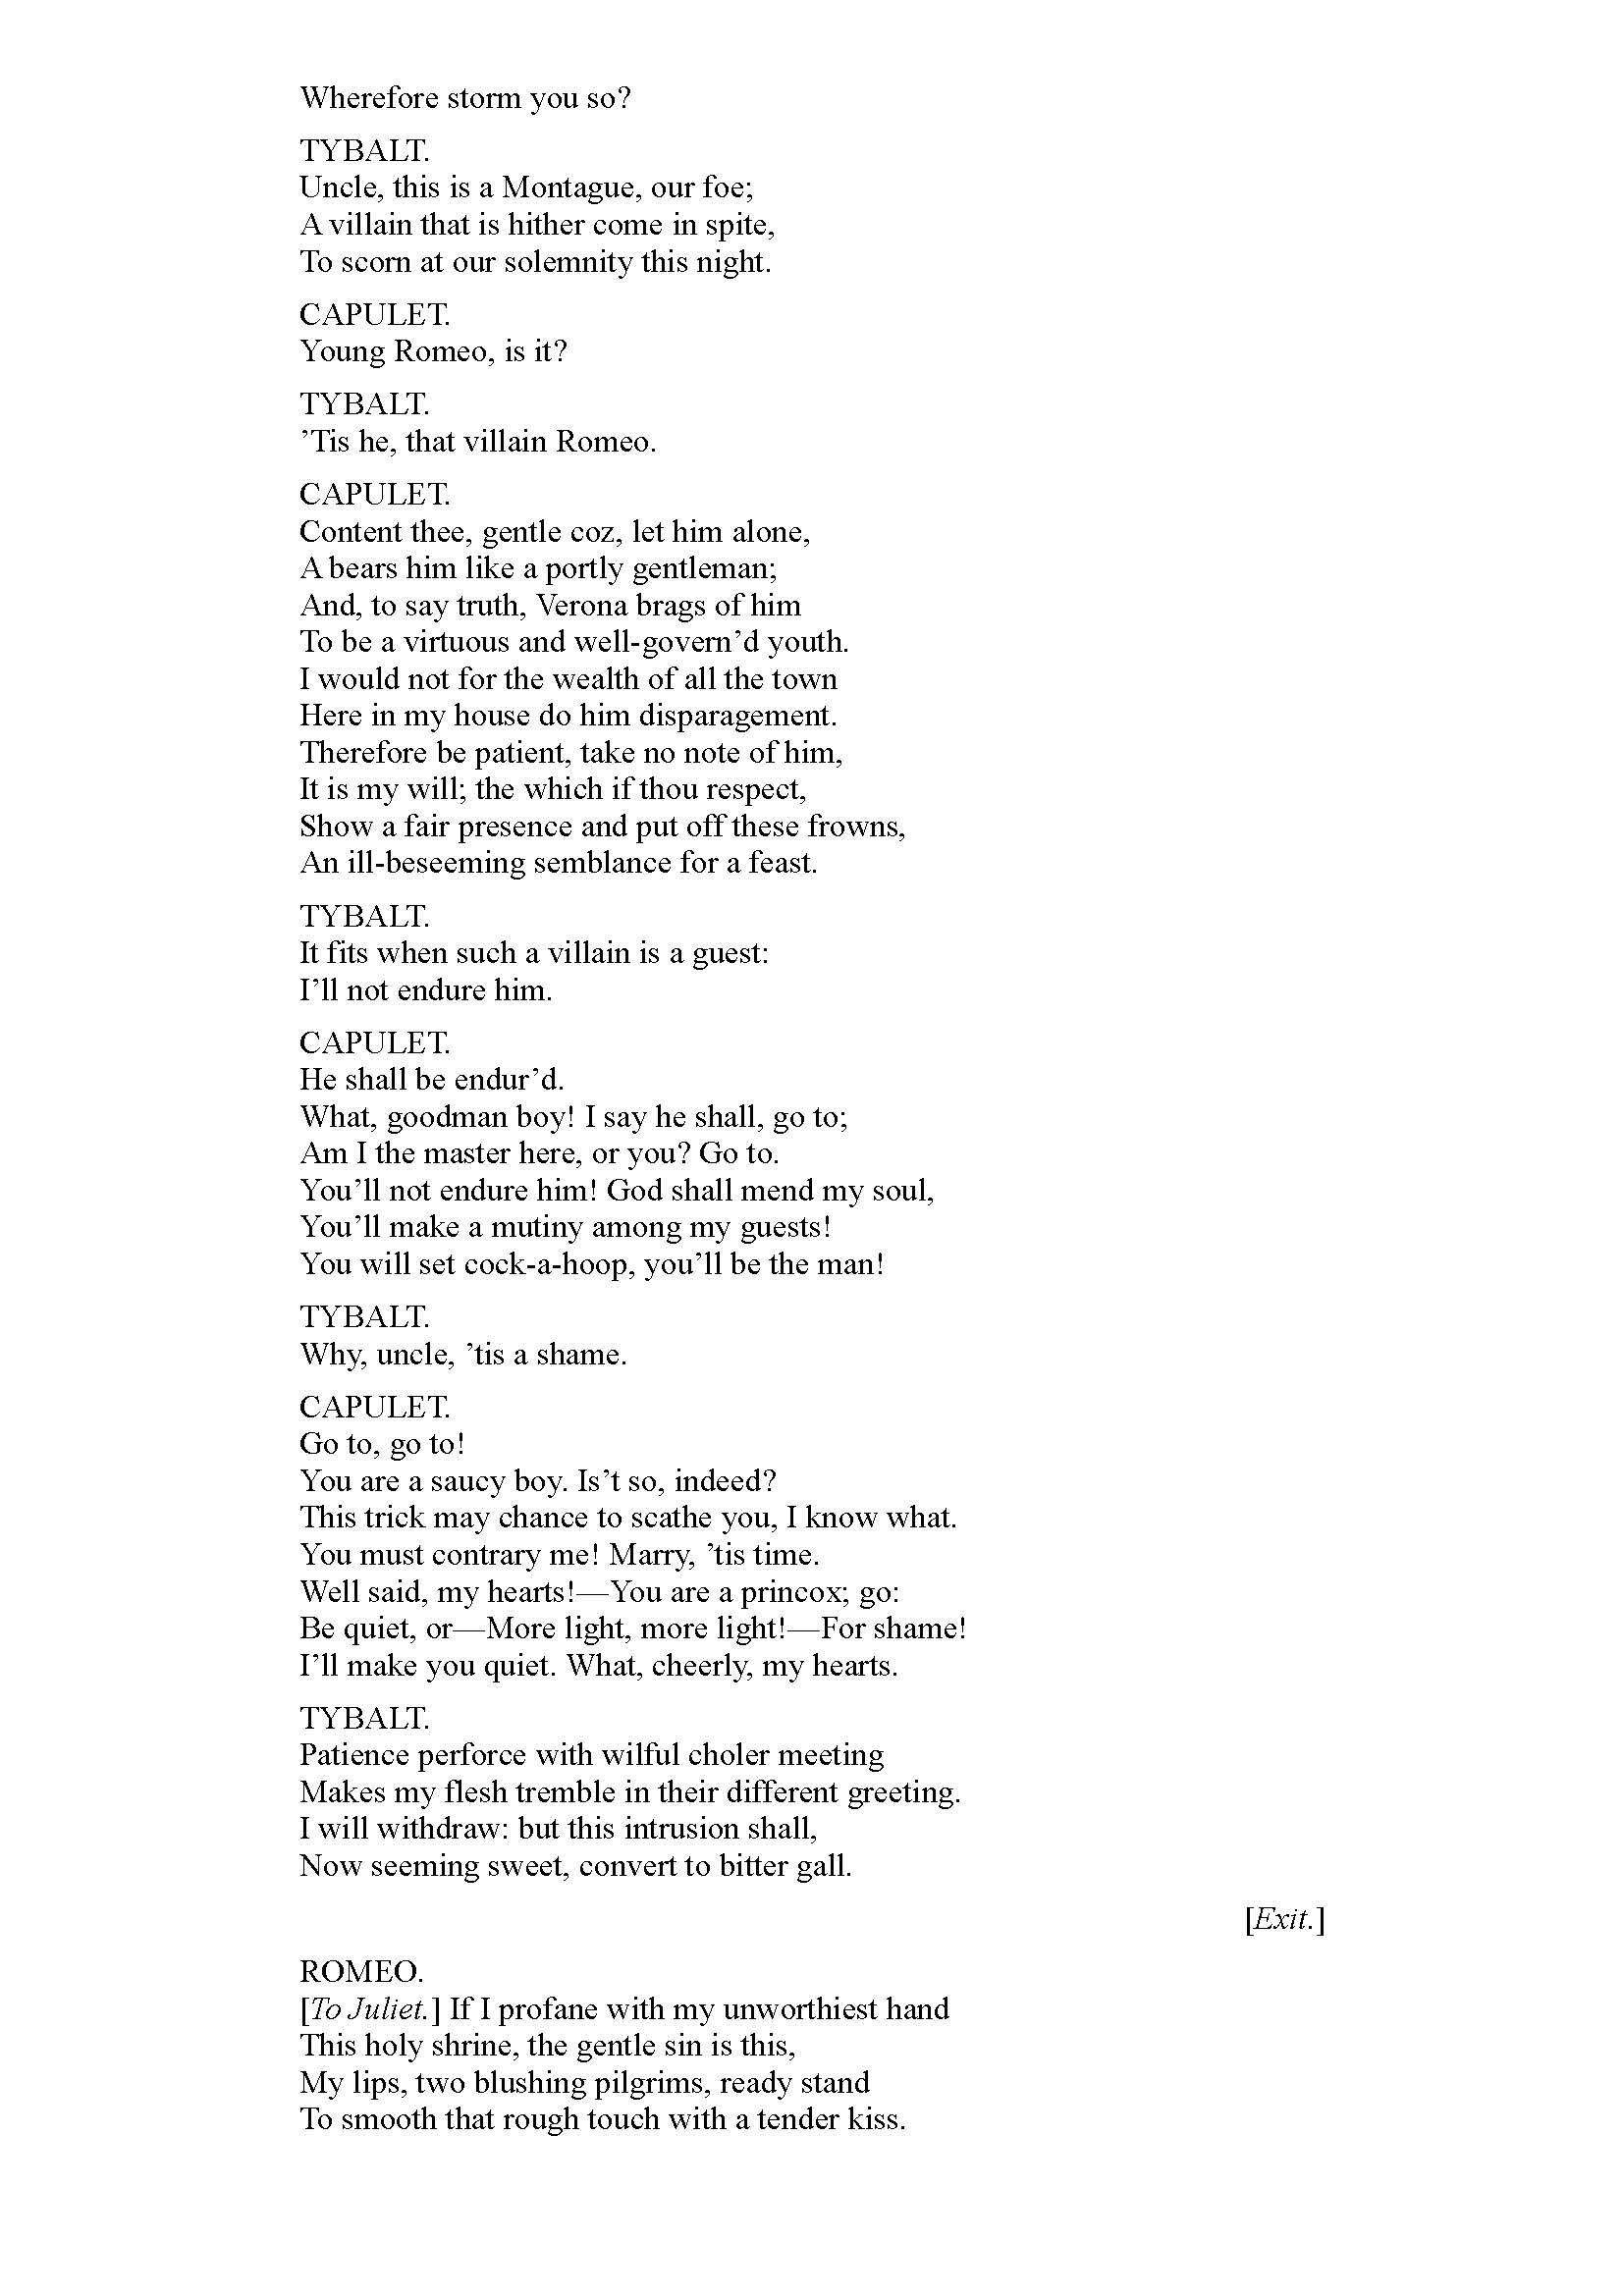 Wherefore storm you so?
TYBALT.
Uncle, this is a Montague, our foe;
A villain that is hither come in spite,
To scorn at our solemnity this night.
CAPULET.
Young Romeo, is it?
TYBALT.
’Tis he, that villain Romeo.
CAPULET.
Content thee, gentle coz, let him alone,
A bears him like a portly gentleman;
And, to say truth, Verona brags of him
To be a virtuous and well-govern’d youth.
I would not for the wealth of all the town
Here in my house do him disparagement.
Therefore be patient, take no note of him,
It is my will; the which if thou respect,
Show a fair presence and put off these frowns,
An ill-beseeming semblance for a feast.
TYBALT.
It fits when such a villain is a guest:
I’ll not endure him.
CAPULET.
He shall be endur’d.
What, goodman boy! I say he shall, go to;
Am I the master here, or you? Go to.
You’ll not endure him! God shall mend my soul,
You’ll make a mutiny among my guests!
You will set cock-a-hoop, you’ll be the man!
TYBALT.
Why, uncle, ’tis a shame.
CAPULET.
Go to, go to!
You are a saucy boy. Is’t so, indeed?
This trick may chance to scathe you, I know what.
You must contrary me! Marry, ’tis time.
Well said, my hearts!—You are a princox; go:
Be quiet, or—More light, more light!—For shame!
I’ll make you quiet. What, cheerly, my hearts.
TYBALT.
Patience perforce with wilful choler meeting
Makes my flesh tremble in their different greeting.
I will withdraw: but this intrusion shall,
Now seeming sweet, convert to bitter gall.
[Exit.]
ROMEO.
[To Juliet.] If I profane with my unworthiest hand
This holy shrine, the gentle sin is this,
My lips, two blushing pilgrims, ready stand
To smooth that rough touch with a tender kiss.